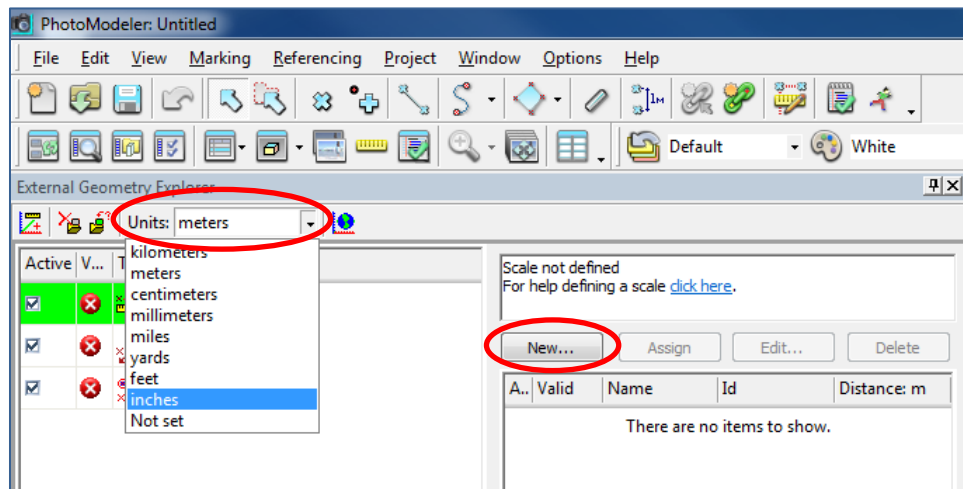 PhotoModeler: Untitled
File Edit View Marking Referencing Project Window Options Help
1M
Default White
External Geometry Explorer
Units: meters
kilometers
meters
centimeters
millimeters
miles
yards
feet
inches
Not set
Active V... T
Scale not defined
For help defining a scale click here.
New... Assign Edit... Delete
A.. Valid Name Id Distance: m
There are no items to show.